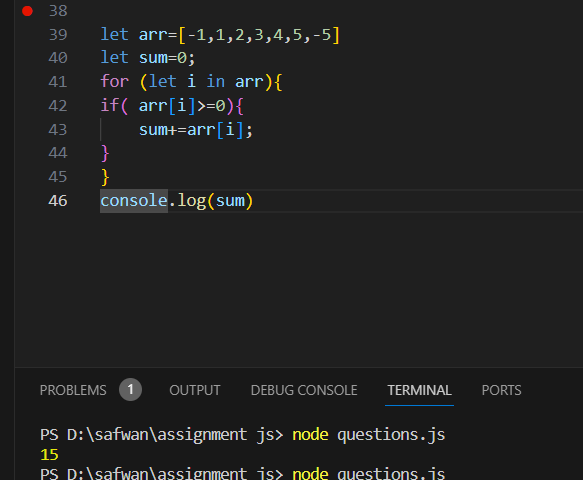 38
39 let arr=[-1,1,2,3,4,5,-5]
40 let sum=0;
41 for (let i in arr){
42 if( arr[i]>=0){
43     sum+=arr[i];
44 }
45 }
46 console.log(sum)
PROBLEMS 1 OUTPUT DEBUG CONSOLE TERMINAL PORTS
PS D:\safwan\assignment js> node questions.js
15
PS D:\safwan\assignment js> node questions.js